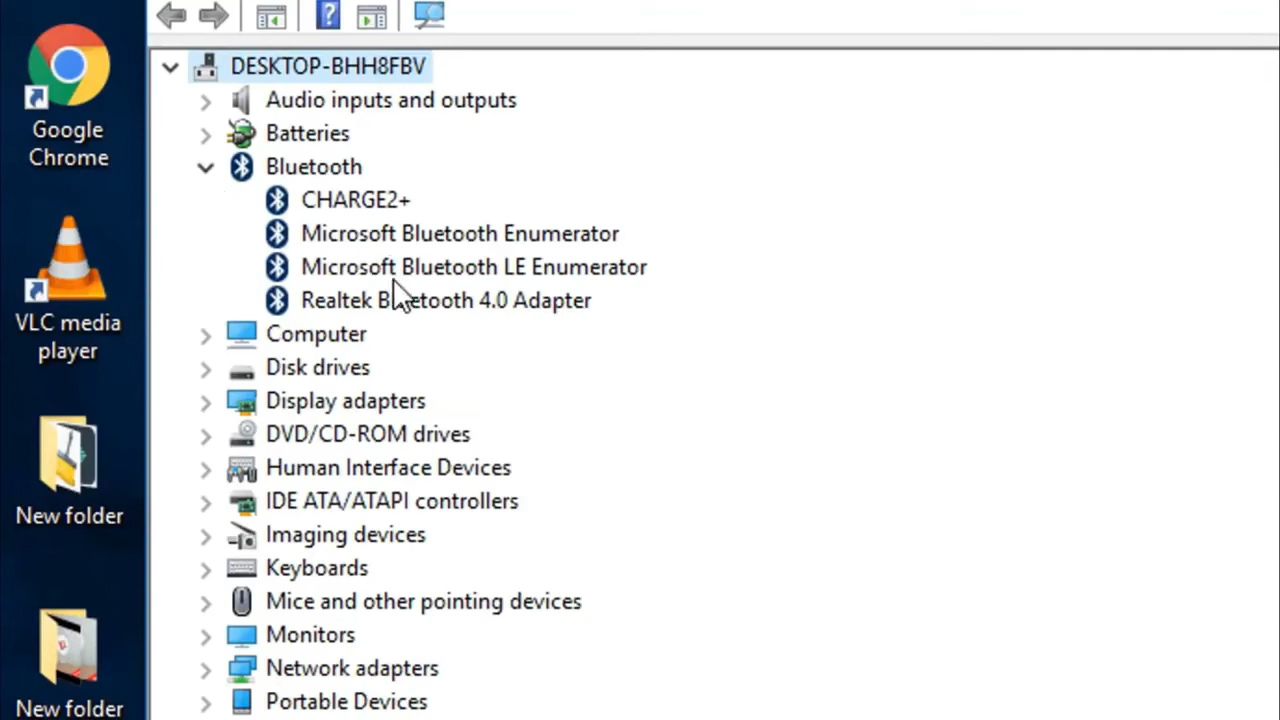 DESKTOP-BHH8FBV
Audio inputs and outputs
Batteries
Bluetooth
CHARGE2+
Microsoft Bluetooth Enumerator
Microsoft Bluetooth LE Enumerator
Realtek Bluetooth 4.0 Adapter
Computer
Disk drives
Display adapters
DVD/CD-ROM drives
Human Interface Devices
IDE ATA/ATAPI controllers
Imaging devices
Keyboards
Mice and other pointing devices
Monitors
Network adapters
Portable Devices
Google
Chrome
VLC media
player
New folder
New folder